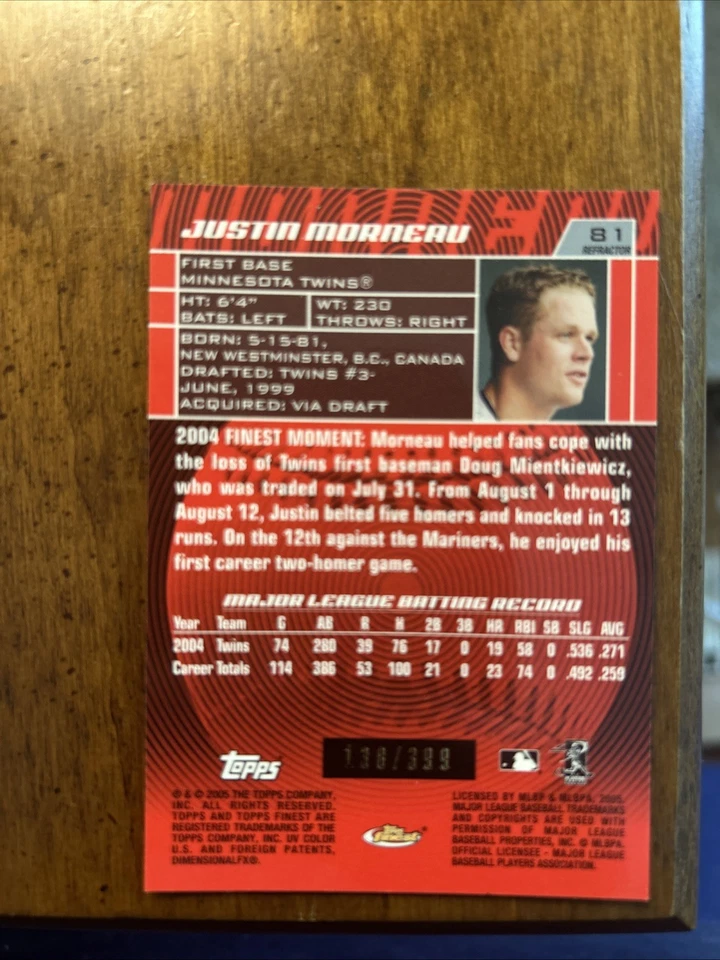 JUSTIN MORNEAU
81
REFRACTOR
FIRST BASE
MINNESOTA TWINS®
HT: 6'4" WT: 230
BATS: LEFT THROWS: RIGHT
BORN: 5-15-81,
NEW WESTMINSTER, B.C., CANADA
DRAFTED: TWINS #3-
JUNE, 1999
ACQUIRED: VIA DRAFT
2004 FINEST MOMENT: Morneau helped fans cope with
the loss of Twins first baseman Doug Mientkiewicz,
who was traded on July 31. From August 1 through
August 12, Justin belted five homers and knocked in 13
runs. On the 12th against the Mariners, he enjoyed his
first career two-homer game.
MAJOR LEAGUE BATTING RECORD
Year Team G AB R H 2B 3B HR RBI SB SLG AVG
2004 Twins 74 280 39 76 17 0 19 58 0 .536 .271
Career Totals 114 386 53 100 21 0 23 74 0 .492 .259
/399
TOPPS
® & © 2005 THE TOPPS COMPANY,
INC. ALL RIGHTS RESERVED.
TOPPS AND TOPPS FINEST ARE
REGISTERED TRADEMARKS OF THE
TOPPS COMPANY, INC. UV COLOR
U.S. AND FOREIGN PATENTS,
DIMENSIONALFX®.
Finest
LICENSED BY MLBP & MLBPA, 2005.
MAJOR LEAGUE BASEBALL TRADEMARKS
AND COPYRIGHTS ARE USED WITH
PERMISSION OF MAJOR LEAGUE
BASEBALL PROPERTIES, INC. © MLBPA.
OFFICIAL LICENSEE - MAJOR LEAGUE
BASEBALL PLAYERS ASSOCIATION.